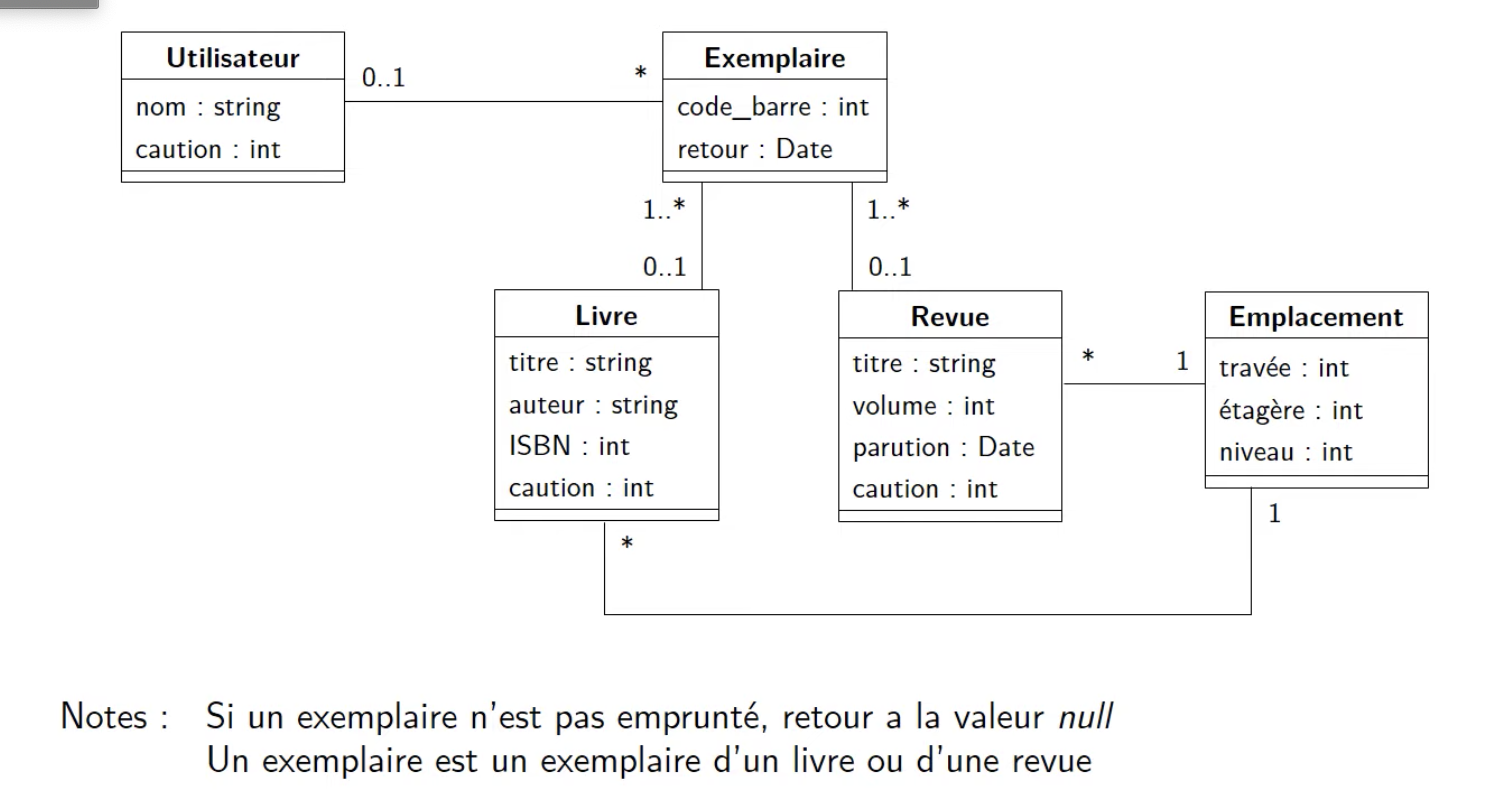 Utilisateur
nom : string
caution : int
0..1
*
Exemplaire
code_barre : int
retour : Date
1..*
1..*
0..1
0..1
Livre
titre : string
auteur : string
ISBN : int
caution : int
*
Revue
titre : string
volume : int
parution : Date
caution : int
*
1
Emplacement
travée : int
étagère : int
niveau : int
1
Notes : Si un exemplaire n'est pas emprunté, retour a la valeur null
Un exemplaire est un exemplaire d'un livre ou d'une revue